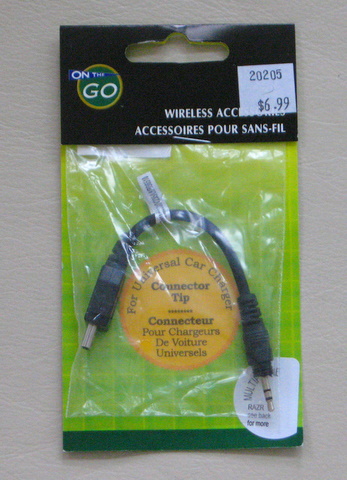 ON THE
GO
20205
$6.99
WIRELESS
ACCESSOIRES POUR SANS-FIL
For Universal Car Charger
Connector
Tip
Connecteur
Pour Chargeurs
De Voiture
Universels
RAZR
see back
for more